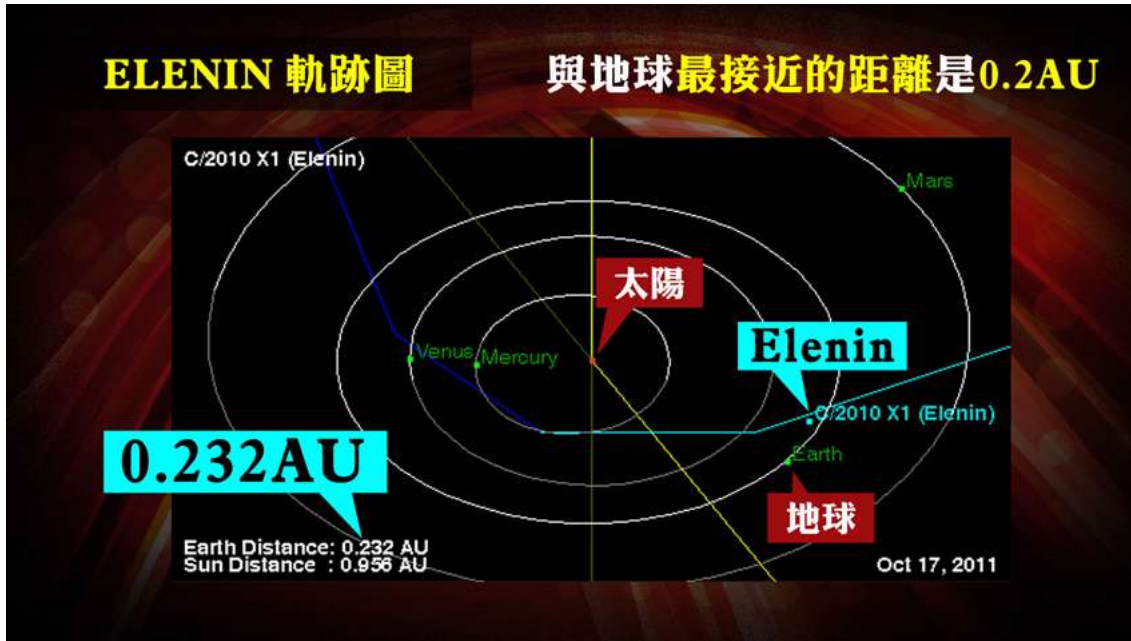 ELENIN 軌跡圖
與地球最接近的距離是0.2AU
C/2010 X1 (Elenin)
Mars
太陽
Elenin
Venus
Mercury
C/2010 X1 (Elenin)
0.232AU
Earth
地球
Earth Distance: 0.232 AU
Sun Distance : 0.956 AU
Oct 17, 2011